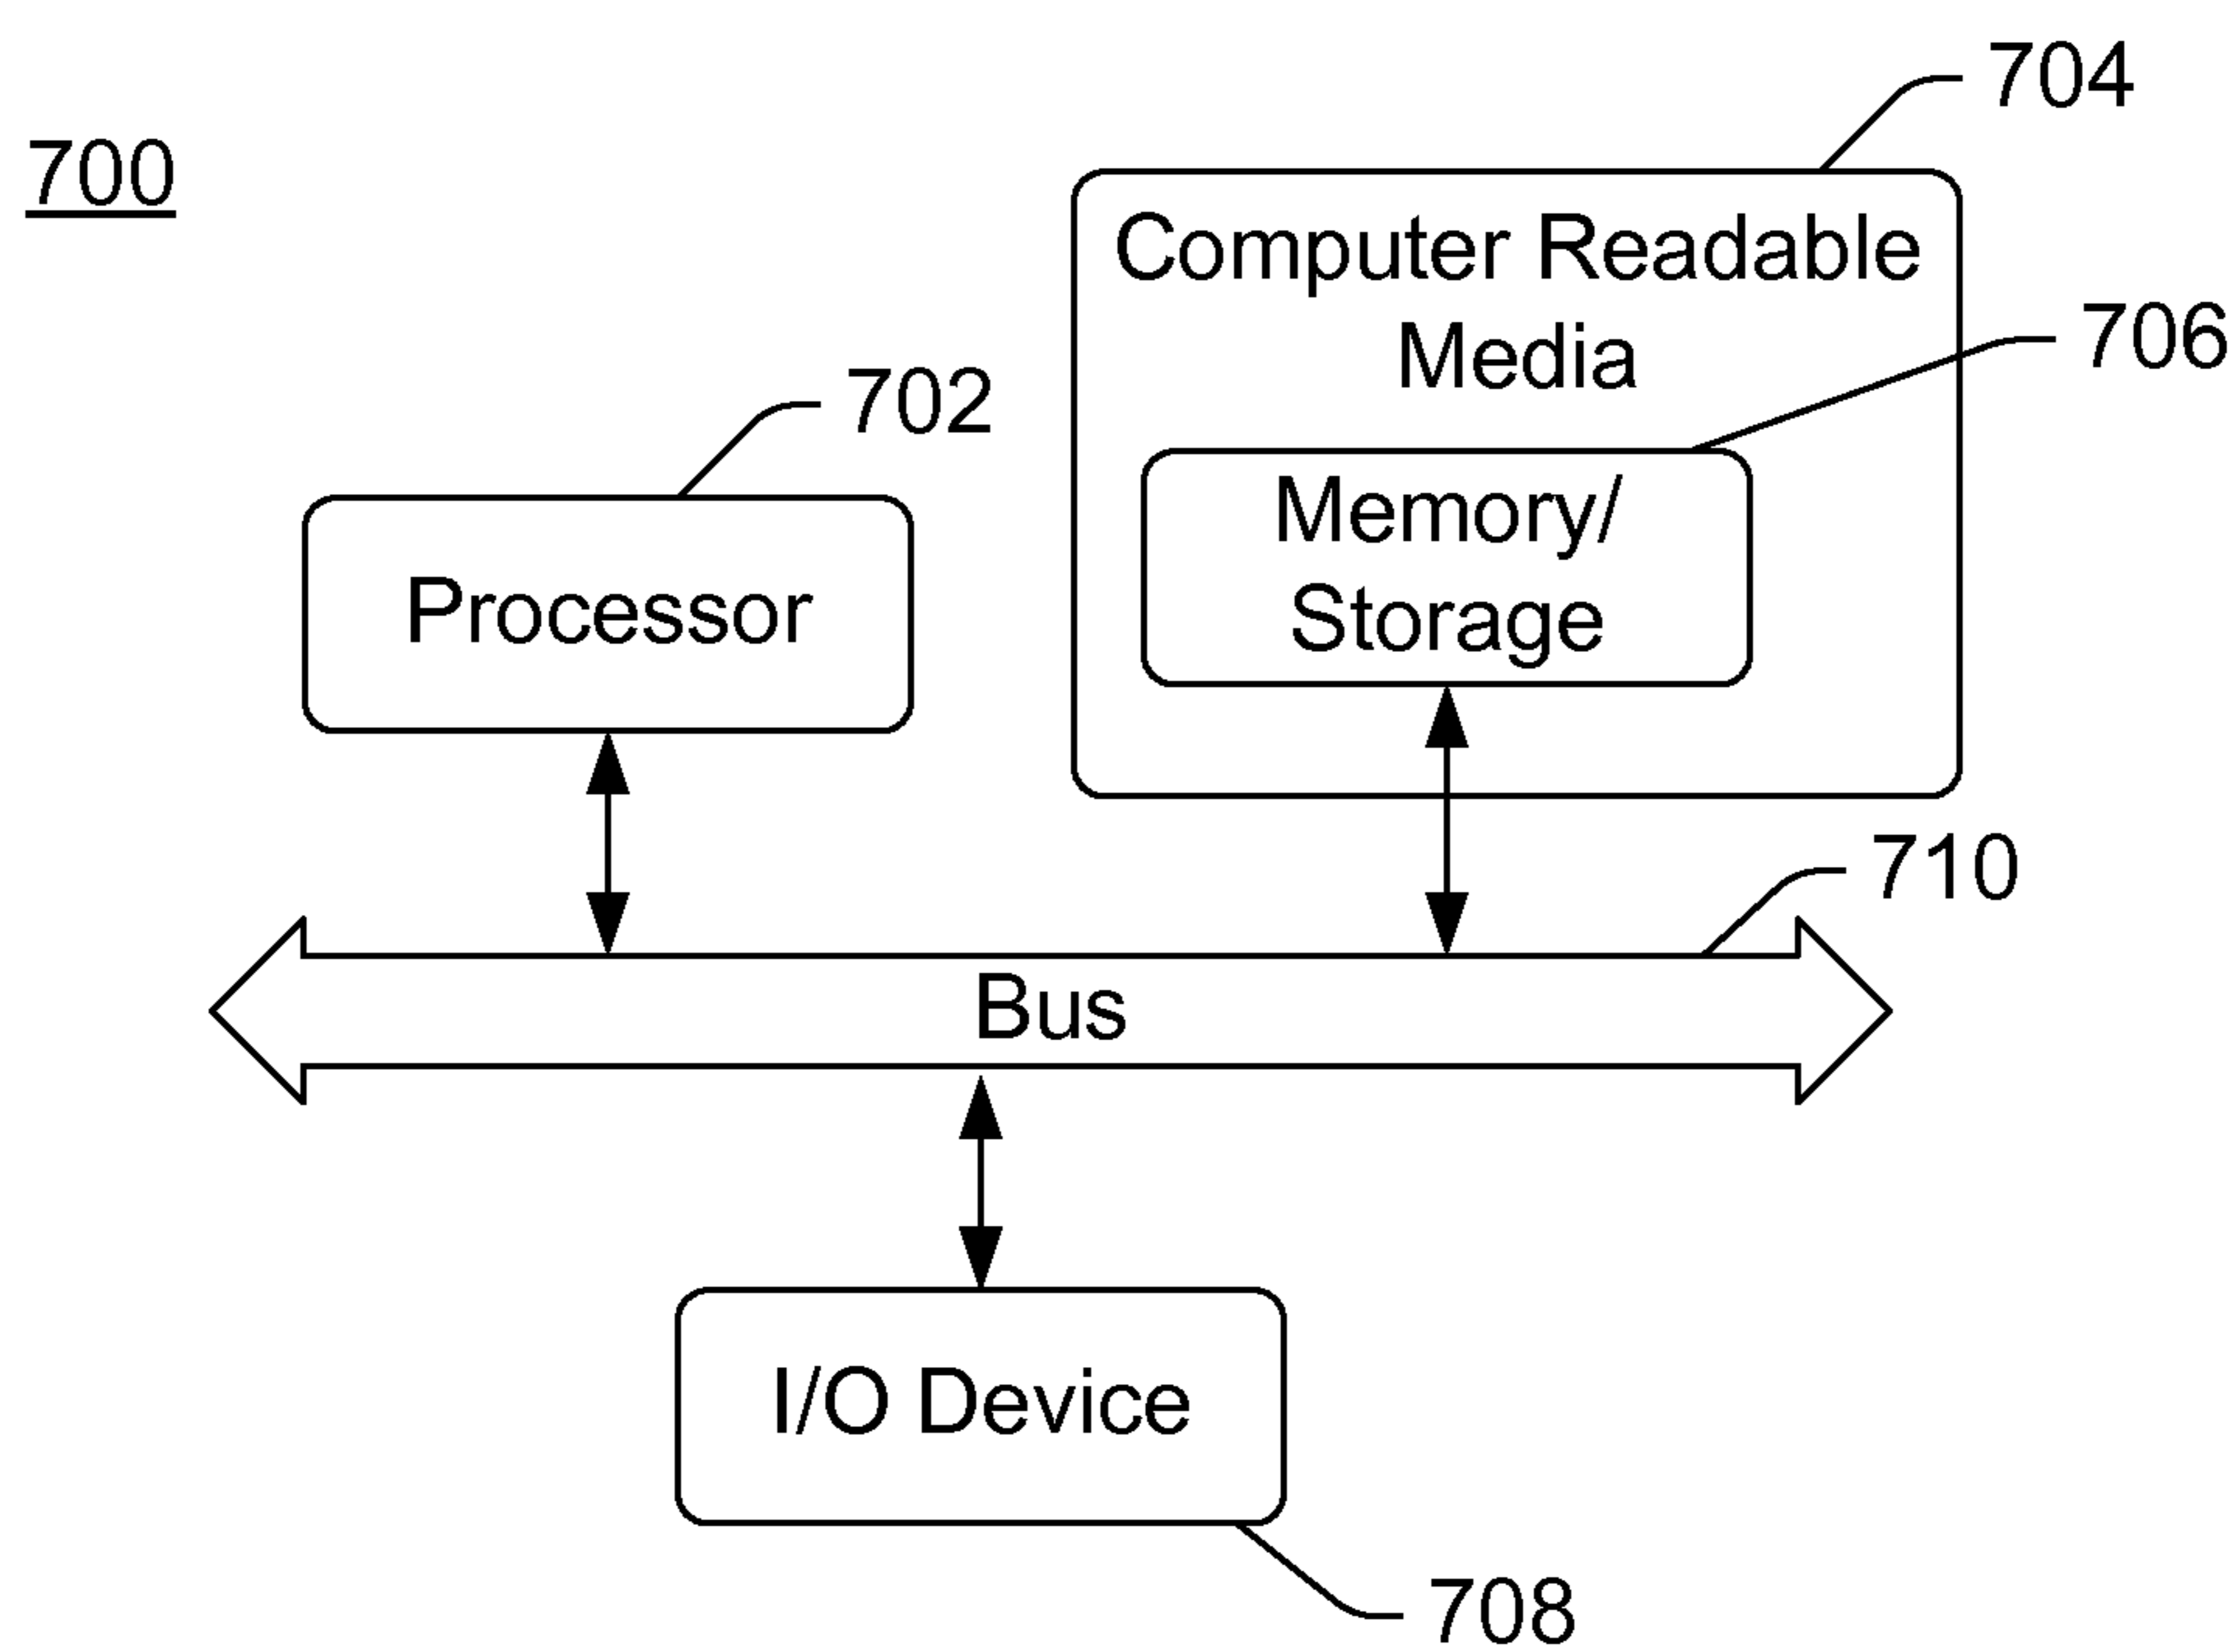 700
704
Computer Readable
Media
706
702
Memory/
Storage
Processor
710
Bus
I/O Device
708